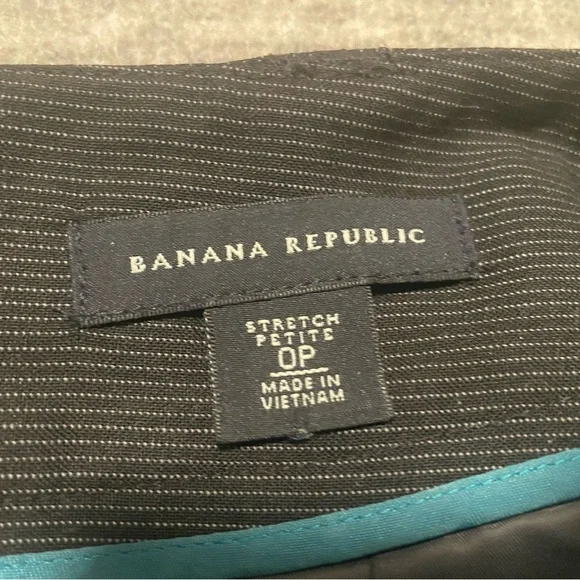 BANANA REPUBLIC
STRETCH
PETITE
0P
MADE IN
VIETNAM